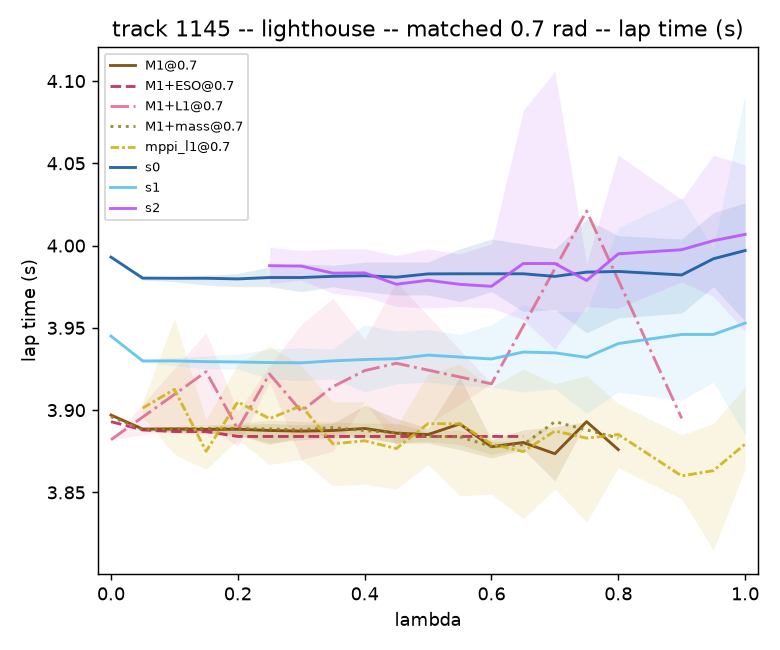 track 1145 -- lighthouse -- matched 0.7 rad -- lap time (s)
M1@0.7
M1+ESO@0.7
M1+L1@0.7
M1+mass@0.7
mppi_l1@0.7
s0
s1
s2
4.10
4.05
4.00
3.95
3.90
3.85
lap time (s)
0.0 0.2 0.4 0.6 0.8 1.0
lambda